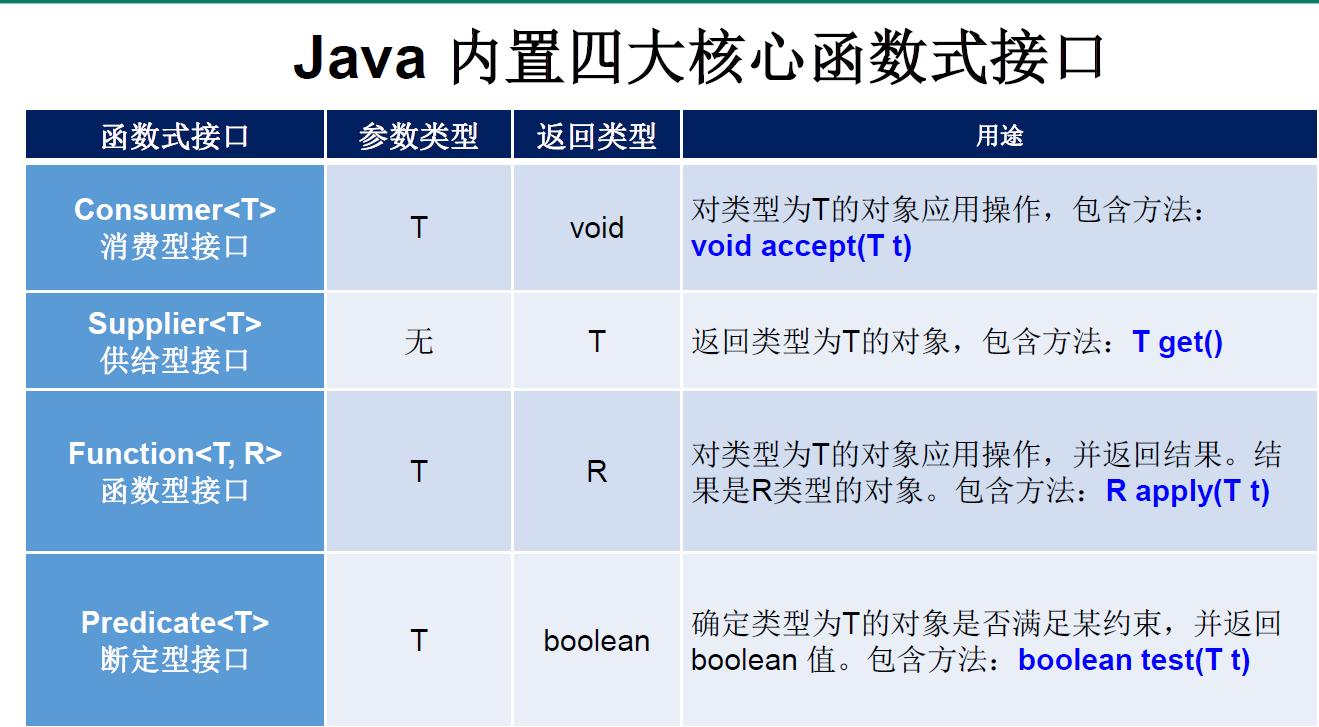 Java 内置四大核心函数式接口
函数式接口 参数类型 返回类型 用途
Consumer<T>
消费型接口
T
void
对类型为T的对象应用操作，包含方法：
void accept(T t)
Supplier<T>
供给型接口
无
T
返回类型为T的对象，包含方法：T get()
Function<T, R>
函数型接口
T
R
对类型为T的对象应用操作，并返回结果。结
果是R类型的对象。包含方法：R apply(T t)
Predicate<T>
断定型接口
T
boolean
确定类型为T的对象是否满足某约束，并返回
boolean 值。包含方法：boolean test(T t)